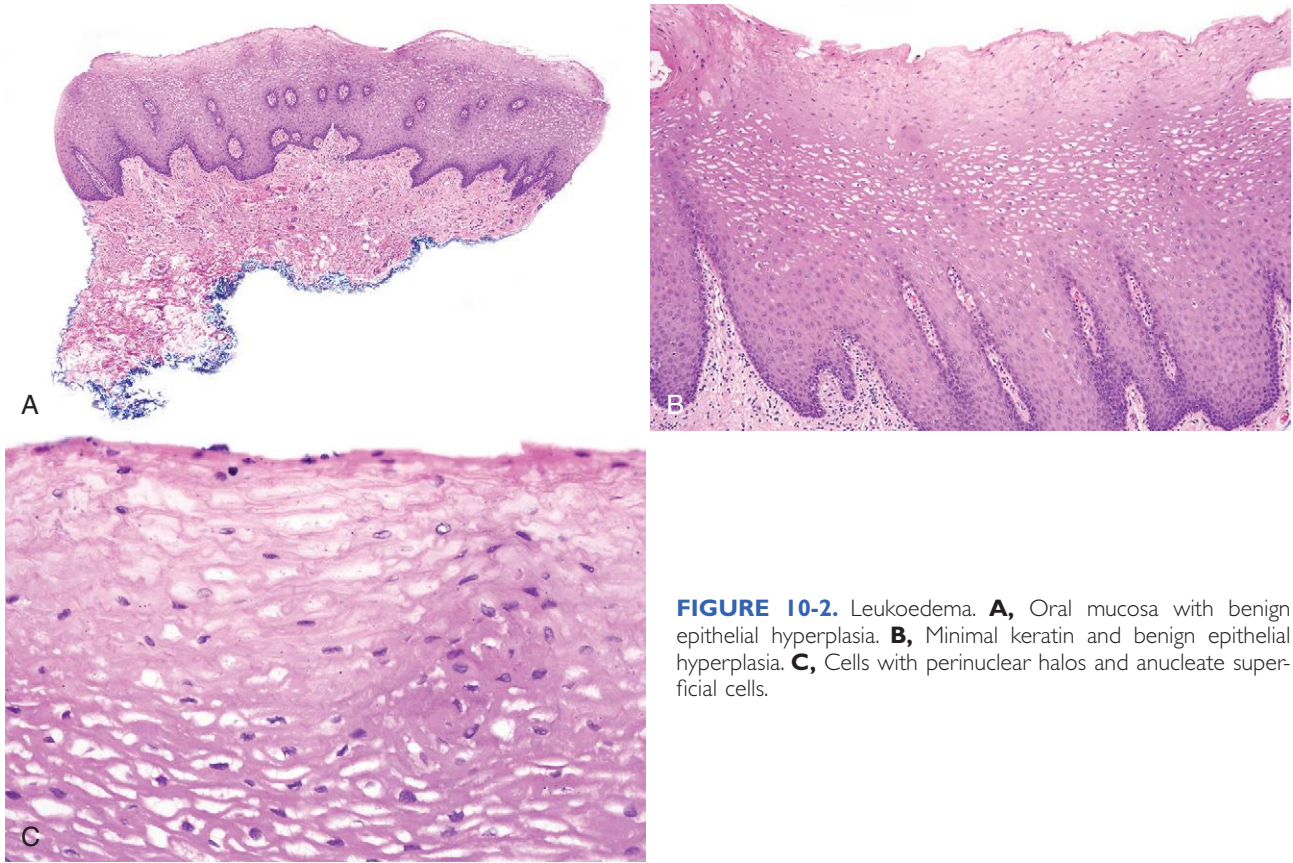 A
B
C
FIGURE 10-2. Leukoedema. A, Oral mucosa with benign
epithelial hyperplasia. B, Minimal keratin and benign epithelial
hyperplasia. C, Cells with perinuclear halos and anucleate super-
ficial cells.